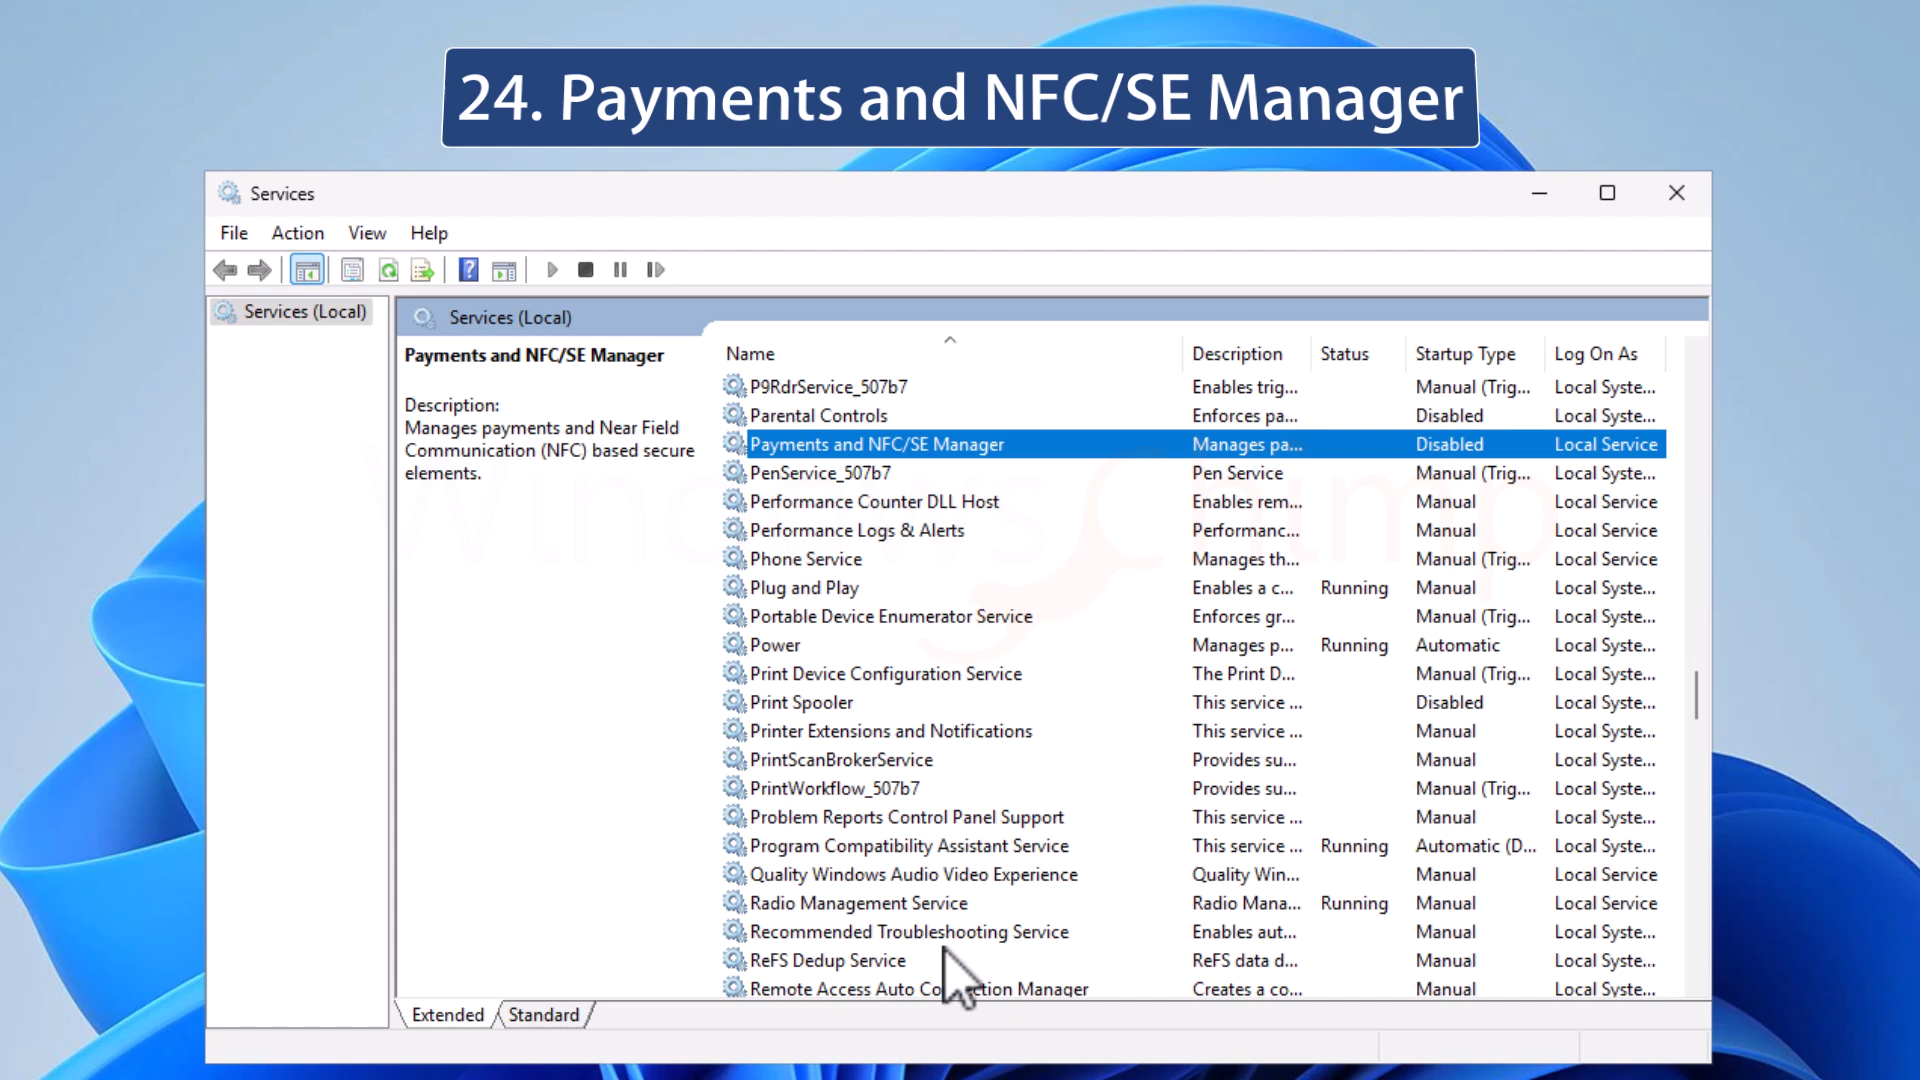 24. Payments and NFC/SE Manager
Services
File Action View Help
Services (Local)
Services (Local)
Payments and NFC/SE Manager
Description:
Manages payments and Near Field
Communication (NFC) based secure
elements.
Name Description Status Startup Type Log On As
P9RdrService_507b7 Enables trig... Manual (Trig... Local Syste...
Parental Controls Enforces pa... Disabled Local Syste...
Payments and NFC/SE Manager Manages pa... Disabled Local Service
PenService_507b7 Pen Service Manual (Trig... Local Syste...
Performance Counter DLL Host Enables rem... Manual Local Service
Performance Logs & Alerts Performanc... Manual Local Service
Phone Service Manages th... Manual (Trig... Local Service
Plug and Play Enables a c... Running Manual Local Syste...
Portable Device Enumerator Service Enforces gr... Manual (Trig... Local Syste...
Power Manages p... Running Automatic Local Syste...
Print Device Configuration Service The Print D... Manual (Trig... Local Syste...
Print Spooler This service ... Disabled Local Syste...
Printer Extensions and Notifications This service ... Manual Local Syste...
PrintScanBrokerService Provides su... Manual Local Syste...
PrintWorkflow_507b7 Provides su... Manual (Trig... Local Syste...
Problem Reports Control Panel Support This service ... Manual Local Syste...
Program Compatibility Assistant Service This service ... Running Automatic (D... Local Syste...
Quality Windows Audio Video Experience Quality Win... Manual Local Service
Radio Management Service Radio Mana... Running Manual Local Service
Recommended Troubleshooting Service Enables aut... Manual Local Syste...
ReFS Dedup Service ReFS data d... Manual Local Syste...
Remote Access Auto Connection Manager Creates a co... Manual Local Syste...
Extended Standard